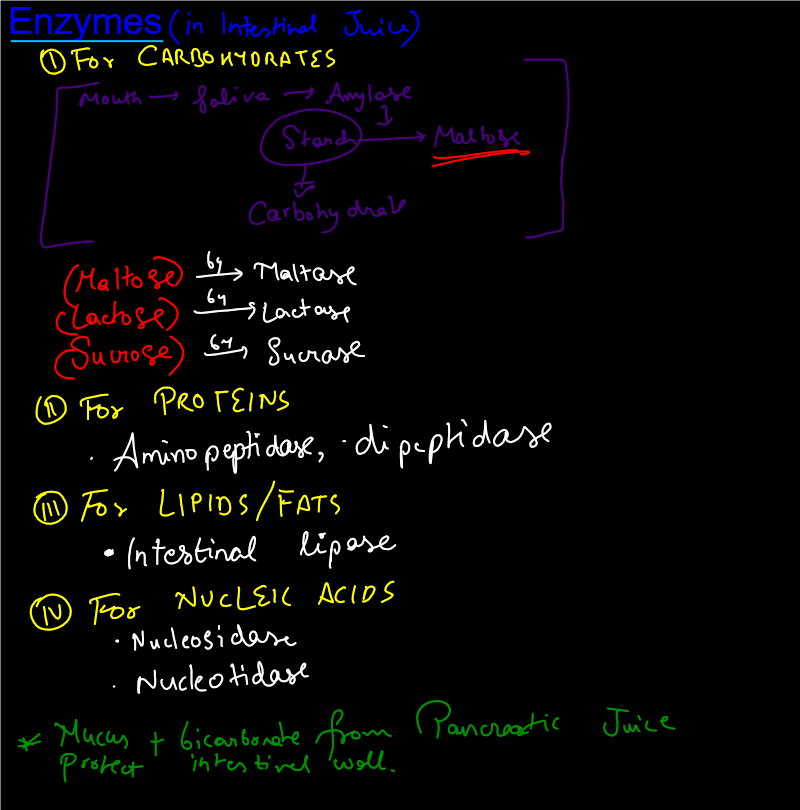 Enzymes (in Intestinal Juice)
① For CARBOHYDRATES
Mouth → Saliva → Amylase
Starch → Maltose
Carbohydrate
(Maltose) by → Maltase
(Lactose) by → Lactase
(Sucrose) by → Sucrase
② For PROTEINS
· Aminopeptidase, · dipeptidase
III For LIPIDS/FATS
• Intestinal lipase
IV For NUCLEIC ACIDS
· Nucleosidase
· Nucleotidase
* Mucus + bicarbonate from Pancreatic Juice
protect intestinal wall.